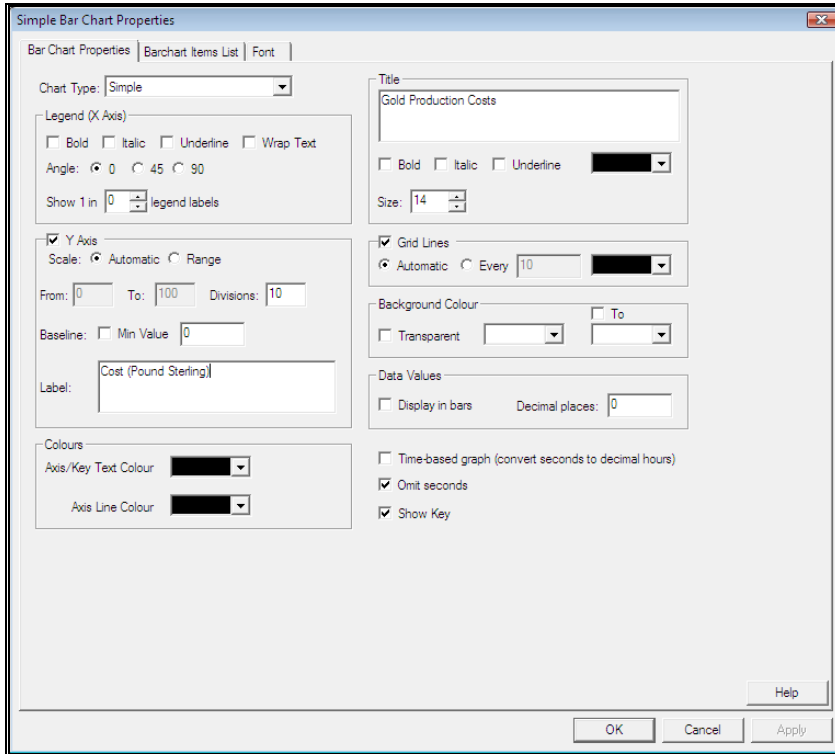 Simple Bar Chart Properties
Bar Chart Properties Barchart Items List Font
Chart Type: Simple
Legend (X Axis)
Bold Italic Underline Wrap Text
Angle: 0 45 90
Show 1 in 0 legend labels
Y Axis
Scale: Automatic Range
From: 0 To: 100 Divisions: 10
Baseline: Min Value 0
Label: Cost (Pound Sterling)
Colours
Axis/Key Text Colour
Axis Line Colour
Title
Gold Production Costs
Bold Italic Underline
Size: 14
Grid Lines
Automatic Every 10
Background Colour
To
Transparent
Data Values
Display in bars Decimal places: 0
Time-based graph (convert seconds to decimal hours)
Omit seconds
Show Key
Help
OK Cancel Apply